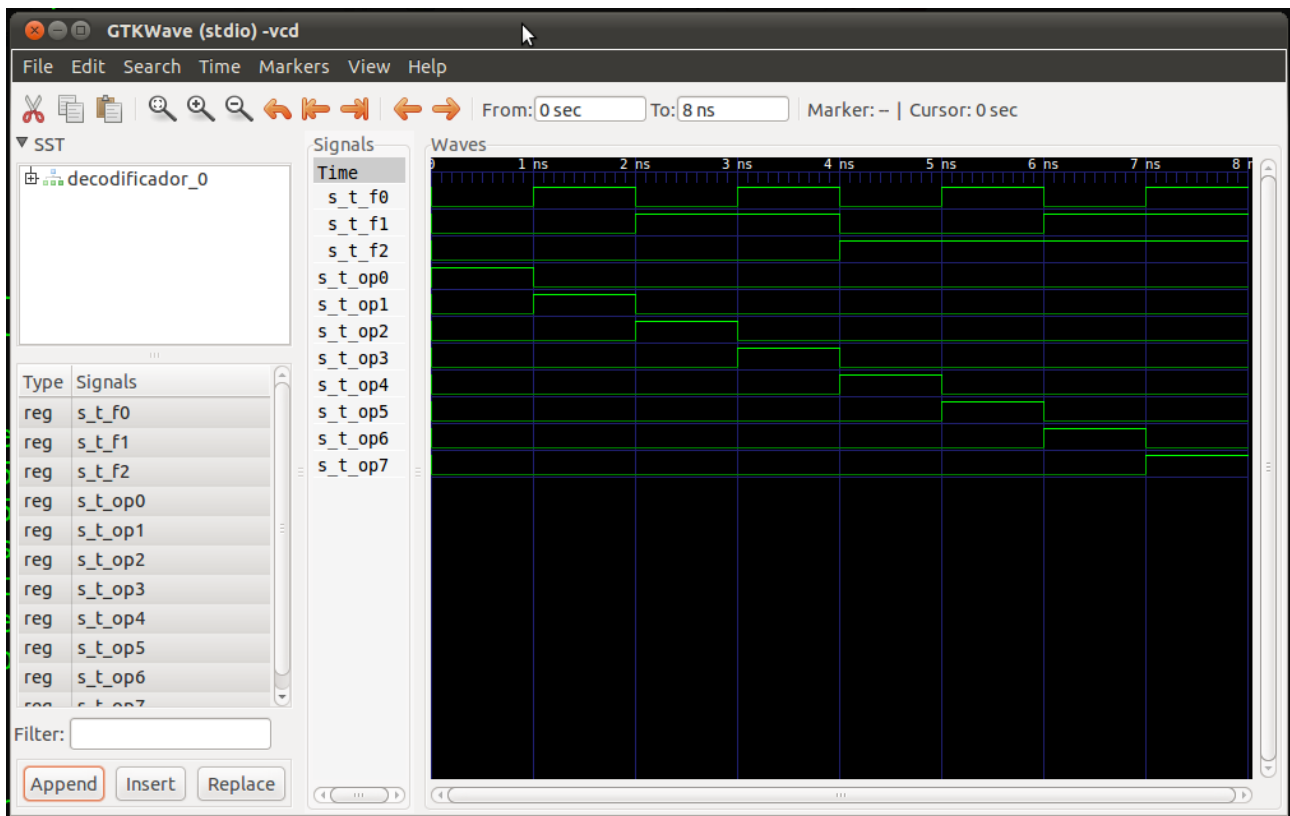 GTKWave (stdio) -vcd
File Edit Search Time Markers View Help
From: 0 sec To: 8 ns Marker: -- | Cursor: 0 sec
SST
decodificador_0
Type Signals
reg s_t_f0
reg s_t_f1
reg s_t_f2
reg s_t_op0
reg s_t_op1
reg s_t_op2
reg s_t_op3
reg s_t_op4
reg s_t_op5
reg s_t_op6
reg s_t_op7
Filter:
Append Insert Replace
Signals
Time
s_t_f0
s_t_f1
s_t_f2
s_t_op0
s_t_op1
s_t_op2
s_t_op3
s_t_op4
s_t_op5
s_t_op6
s_t_op7
Waves
0 1 ns 2 ns 3 ns 4 ns 5 ns 6 ns 7 ns 8 n